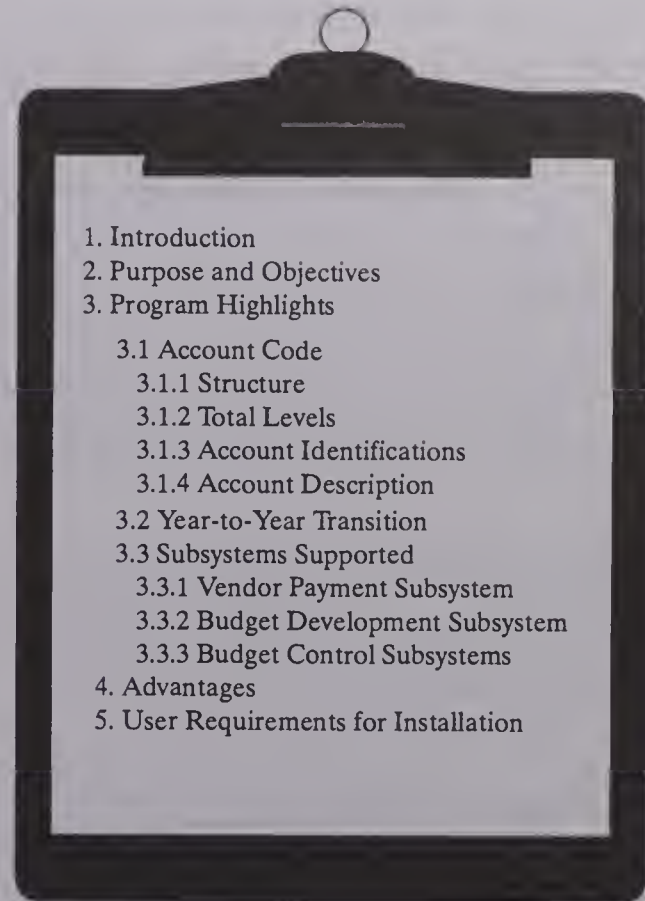 1. Introduction
2. Purpose and Objectives
3. Program Highlights
3.1 Account Code
3.1.1 Structure
3.1.2 Total Levels
3.1.3 Account Identifications
3.1.4 Account Description
3.2 Year-to-Year Transition
3.3 Subsystems Supported
3.3.1 Vendor Payment Subsystem
3.3.2 Budget Development Subsystem
3.3.3 Budget Control Subsystems
4. Advantages
5. User Requirements for Installation